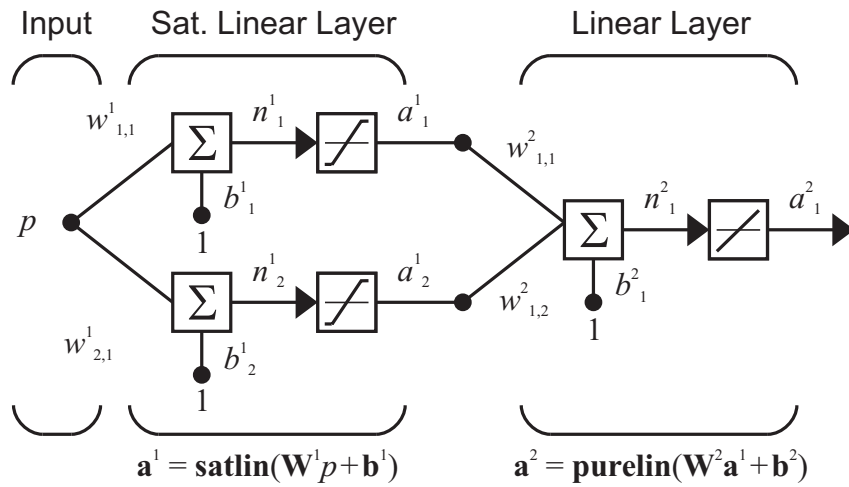 Input Sat. Linear Layer Linear Layer
w¹₁,₁ n¹₁ a¹₁ w²₁,₁
b¹₁
1
p n²₁ a²₁
n¹₂ a¹₂ w²₁,₂ b²₁
1
w¹₂,₁ b¹₂
1
a¹ = satlin(W¹p+b¹) a² = purelin(W²a¹+b²)